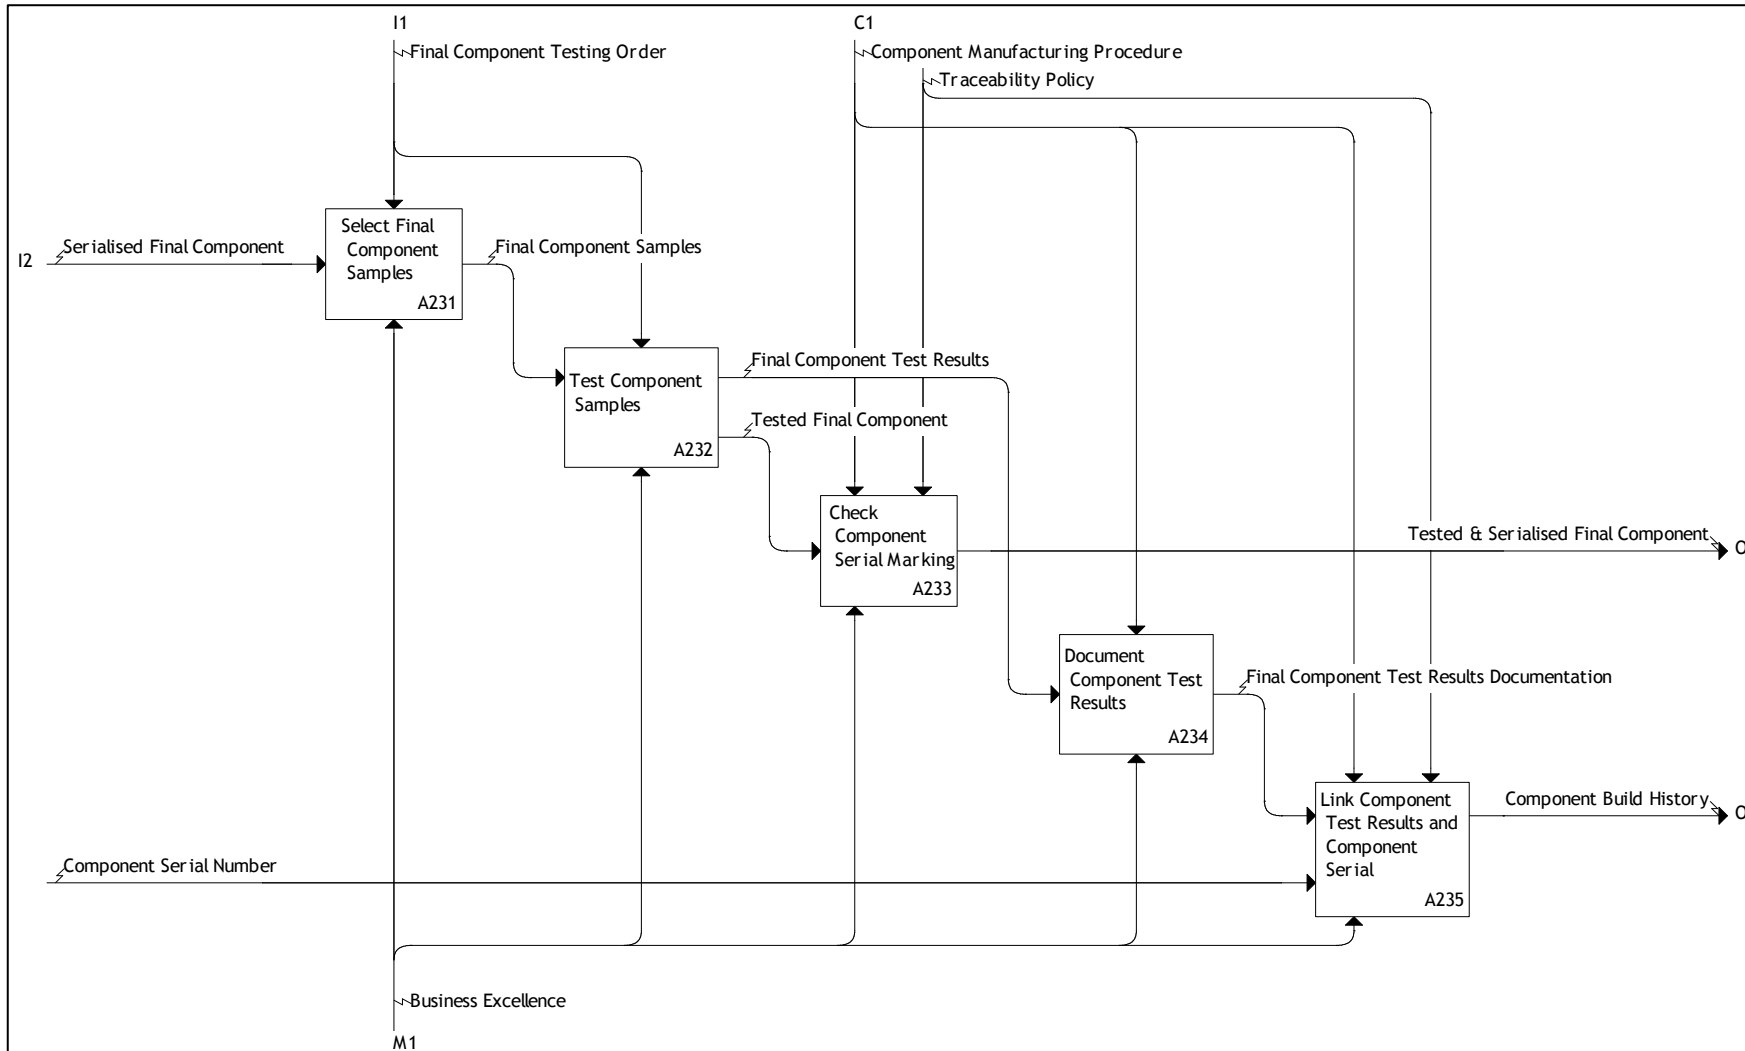 I1
C1
Final Component Testing Order
Component Manufacturing Procedure
Traceability Policy
Select Final
Component
Samples
A231
Serialised Final Component
I2
Final Component Samples
Test Component
Samples
A232
Final Component Test Results
Tested Final Component
Check
Component
Serial Marking
A233
Tested & Serialised Final Component
O
Document
Component Test
Results
A234
Final Component Test Results Documentation
Link Component
Test Results and
Component
Serial
A235
Component Build History
O
Component Serial Number
Business Excellence
M1